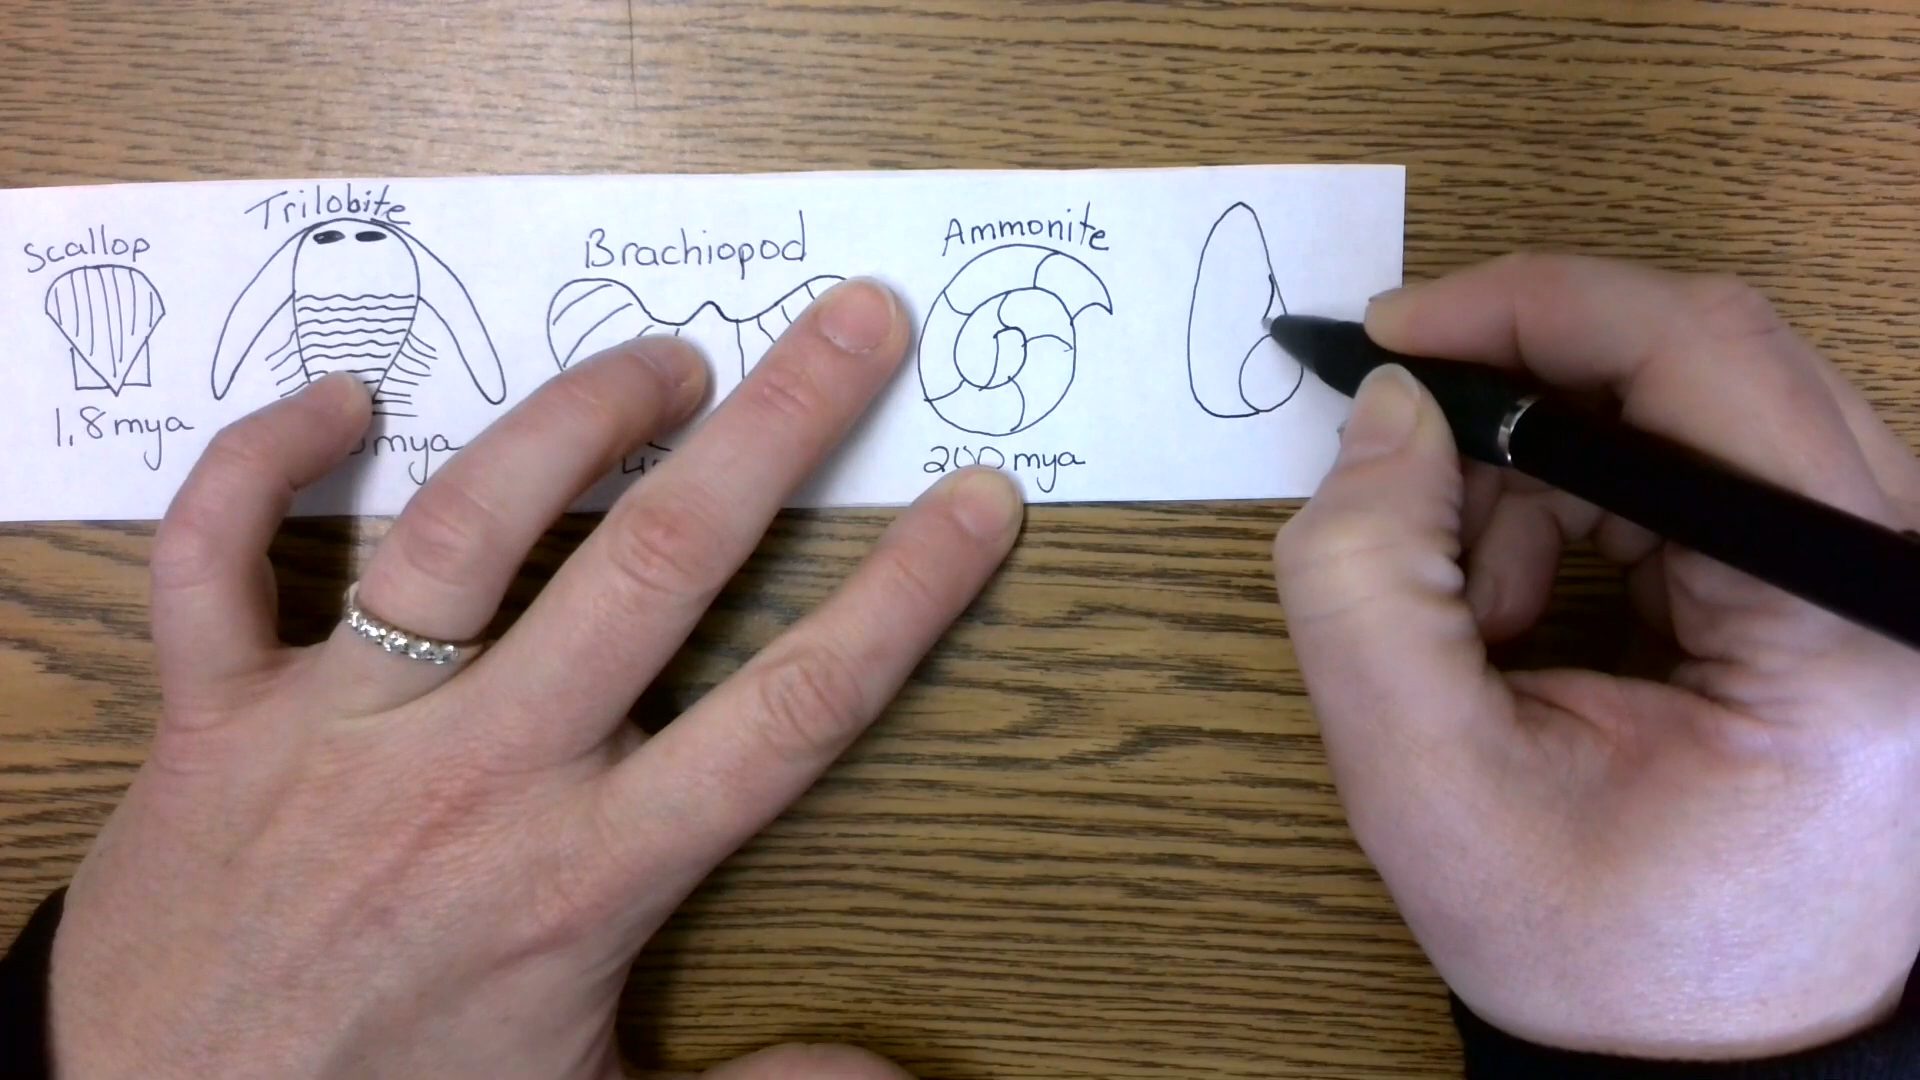 Scallop
1.8 mya
Trilobite
mya
Brachiopod
Ammonite
200 mya